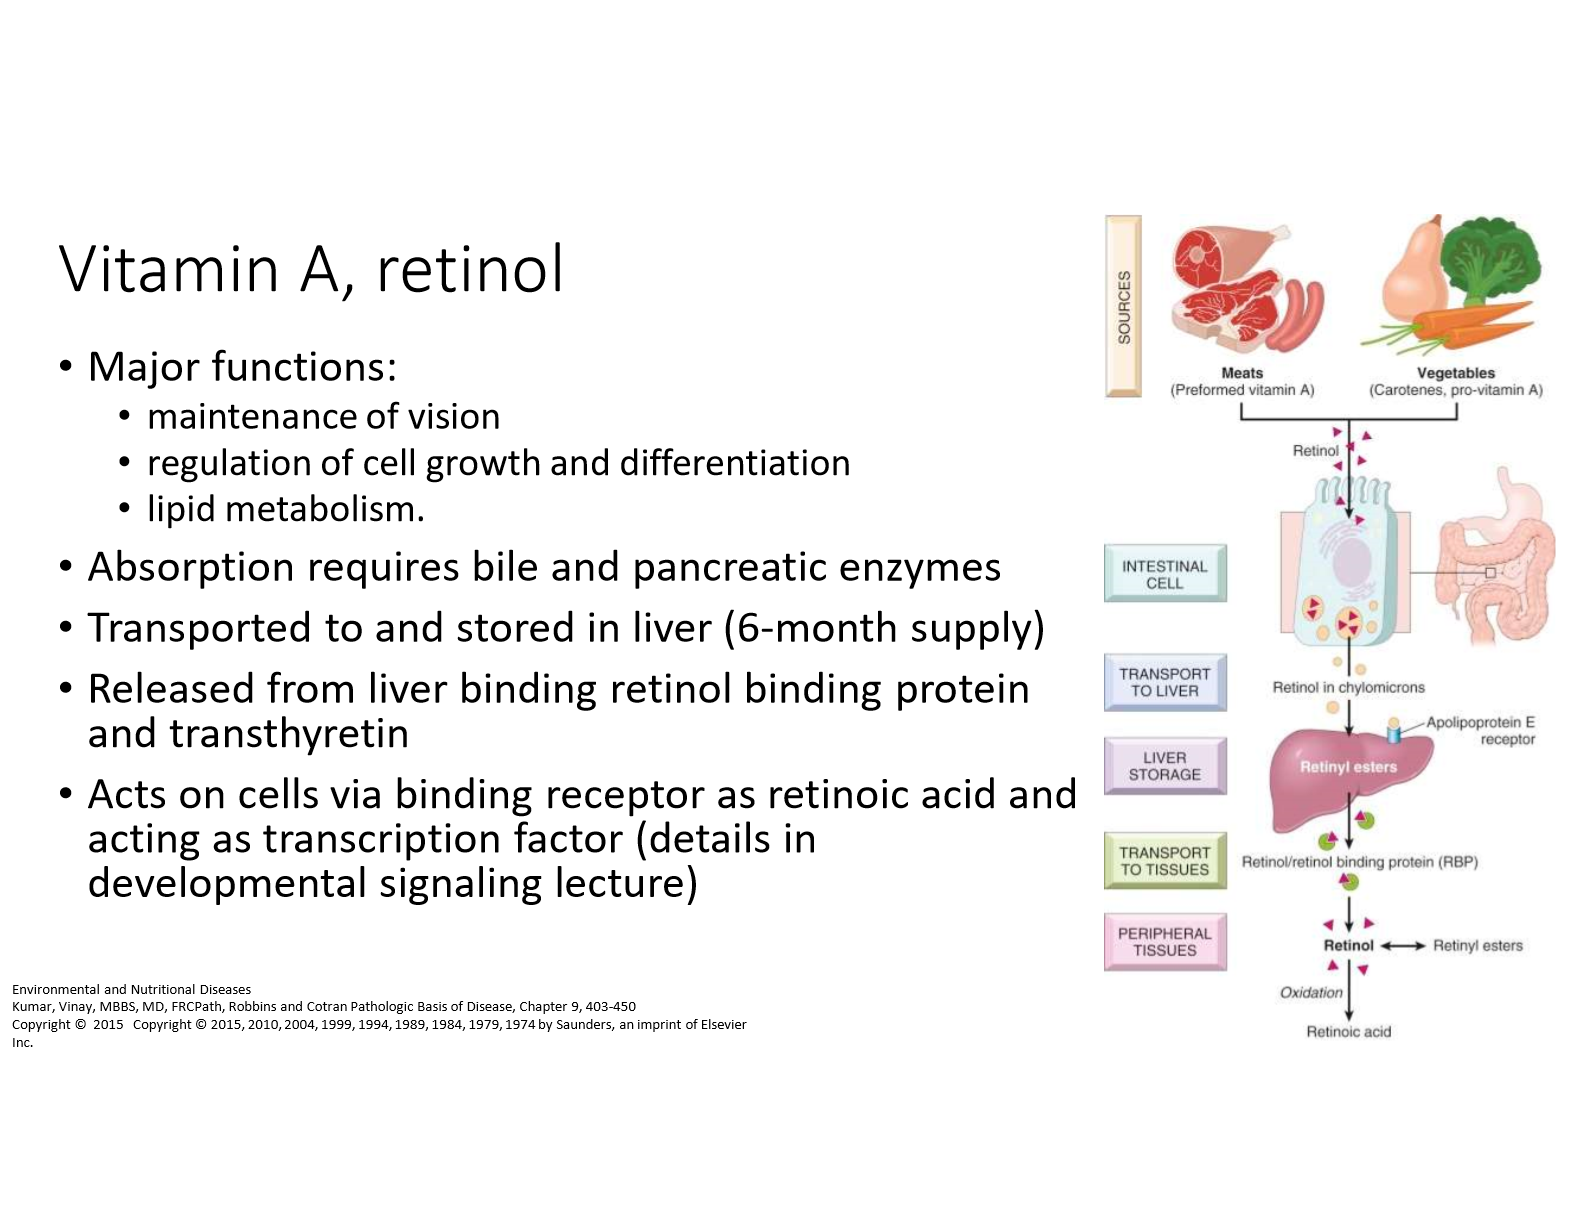 Vitamin A, retinol
• Major functions:
• maintenance of vision
• regulation of cell growth and differentiation
• lipid metabolism.
• Absorption requires bile and pancreatic enzymes
• Transported to and stored in liver (6-month supply)
• Released from liver binding retinol binding protein
and transthyretin
• Acts on cells via binding receptor as retinoic acid and
acting as transcription factor (details in
developmental signaling lecture)
Environmental and Nutritional Diseases
Kumar, Vinay, MBBS, MD, FRCPath, Robbins and Cotran Pathologic Basis of Disease, Chapter 9, 403-450
Copyright © 2015 Copyright © 2015, 2010, 2004, 1999, 1994, 1989, 1984, 1979, 1974 by Saunders, an imprint of Elsevier
Inc.
SOURCES
Meats
(Preformed vitamin A)
Vegetables
(Carotenes, pro-vitamin A)
Retinol
INTESTINAL
CELL
TRANSPORT
TO LIVER
Retinol in chylomicrons
Apolipoprotein E
receptor
LIVER
STORAGE
Retinyl esters
TRANSPORT
TO TISSUES
Retinol/retinol binding protein (RBP)
PERIPHERAL
TISSUES
Retinol
Retinyl esters
Oxidation
Retinoic acid